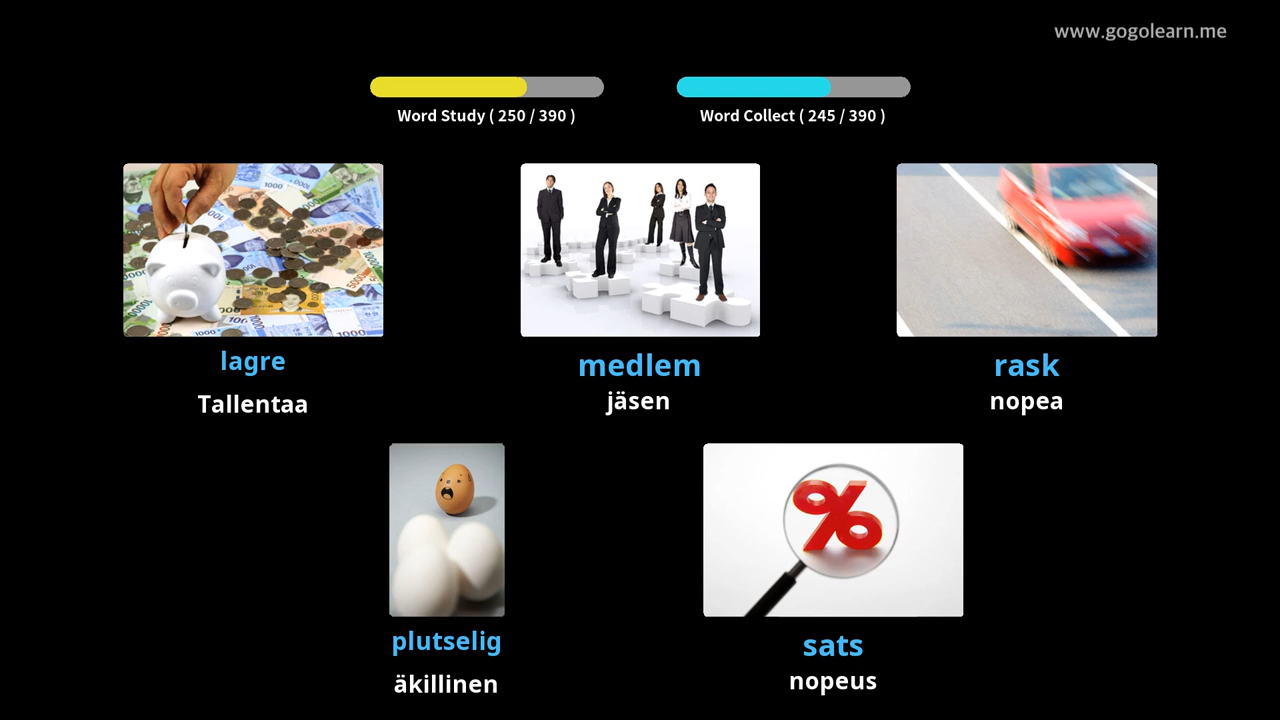 www.gogolearn.me
Word Study ( 250 / 390 )
Word Collect ( 245 / 390 )
lagre
Tallentaa
medlem
jäsen
rask
nopea
plutselig
äkillinen
sats
nopeus